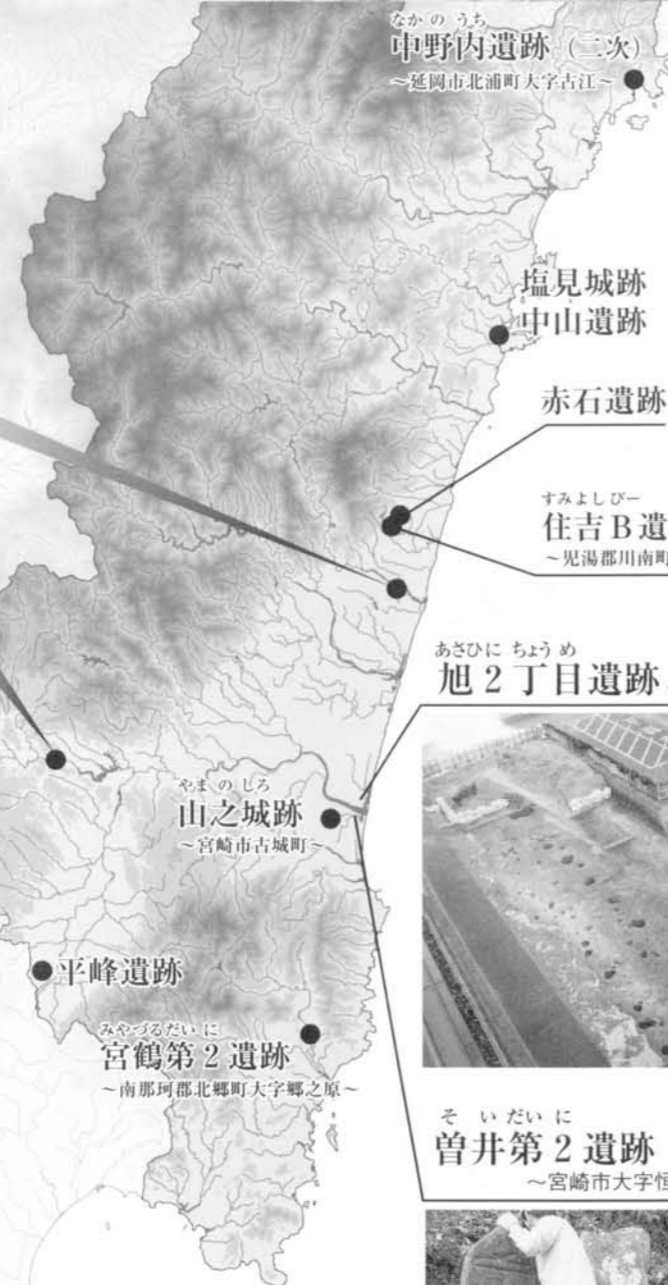 なかの うち
中野内遺跡 (二次)
～延岡市北浦町大字古江～
塩見城跡
中山遺跡
赤石遺跡
すみよしびー
住吉B遺
～児湯郡川南町
あさひに ちょうめ
旭2丁目遺跡
やまのしろ
山之城跡
～宮崎市古城町～
平峰遺跡
みやづるだいに
宮鶴第2遺跡
～南那珂郡北郷町大字郷之原～
そいだいに
曽井第2遺跡
～宮崎市大字恒